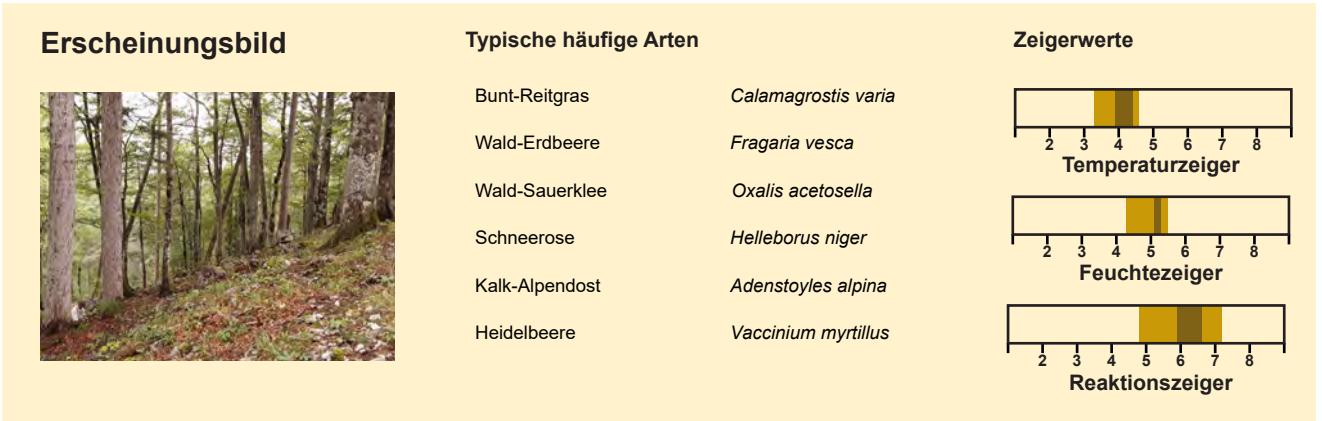 Erscheinungsbild
Typische häufige Arten
Bunt-Reitgras Calamagrostis varia
Wald-Erdbeere Fragaria vesca
Wald-Sauerklee Oxalis acetosella
Schneerose Helleborus niger
Kalk-Alpendost Adenstoyles alpina
Heidelbeere Vaccinium myrtillus
Zeigerwerte
2 3 4 5 6 7 8
Temperaturzeiger
2 3 4 5 6 7 8
Feuchtezeiger
2 3 4 5 6 7 8
Reaktionszeiger